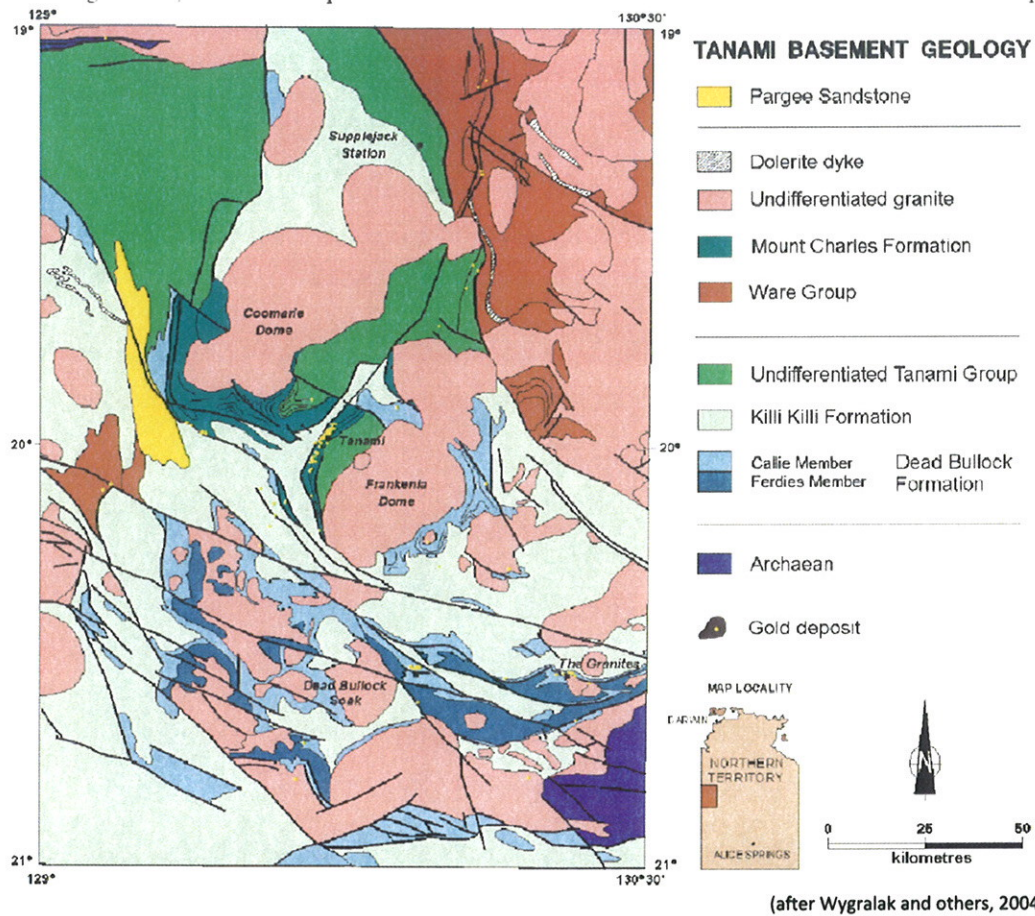 129°
130°30'
19°
19°
Supplejack
Station
Coomarie
Dome
20°
20°
Tanami
Frankenia
Dome
The Granites
Dead Bullock
Soak
21°
21°
129°
130°30'
TANAMI BASEMENT GEOLOGY
Pargee Sandstone
Dolerite dyke
Undifferentiated granite
Mount Charles Formation
Ware Group
Undifferentiated Tanami Group
Killi Killi Formation
Callie Member
Ferdies Member
Dead Bullock
Formation
Archaean
Gold deposit
MAP LOCALITY
DARWIN
NORTHERN
TERRITORY
ALICE SPRINGS
N
0 25 50
kilometres
(after Wygralak and others, 2004